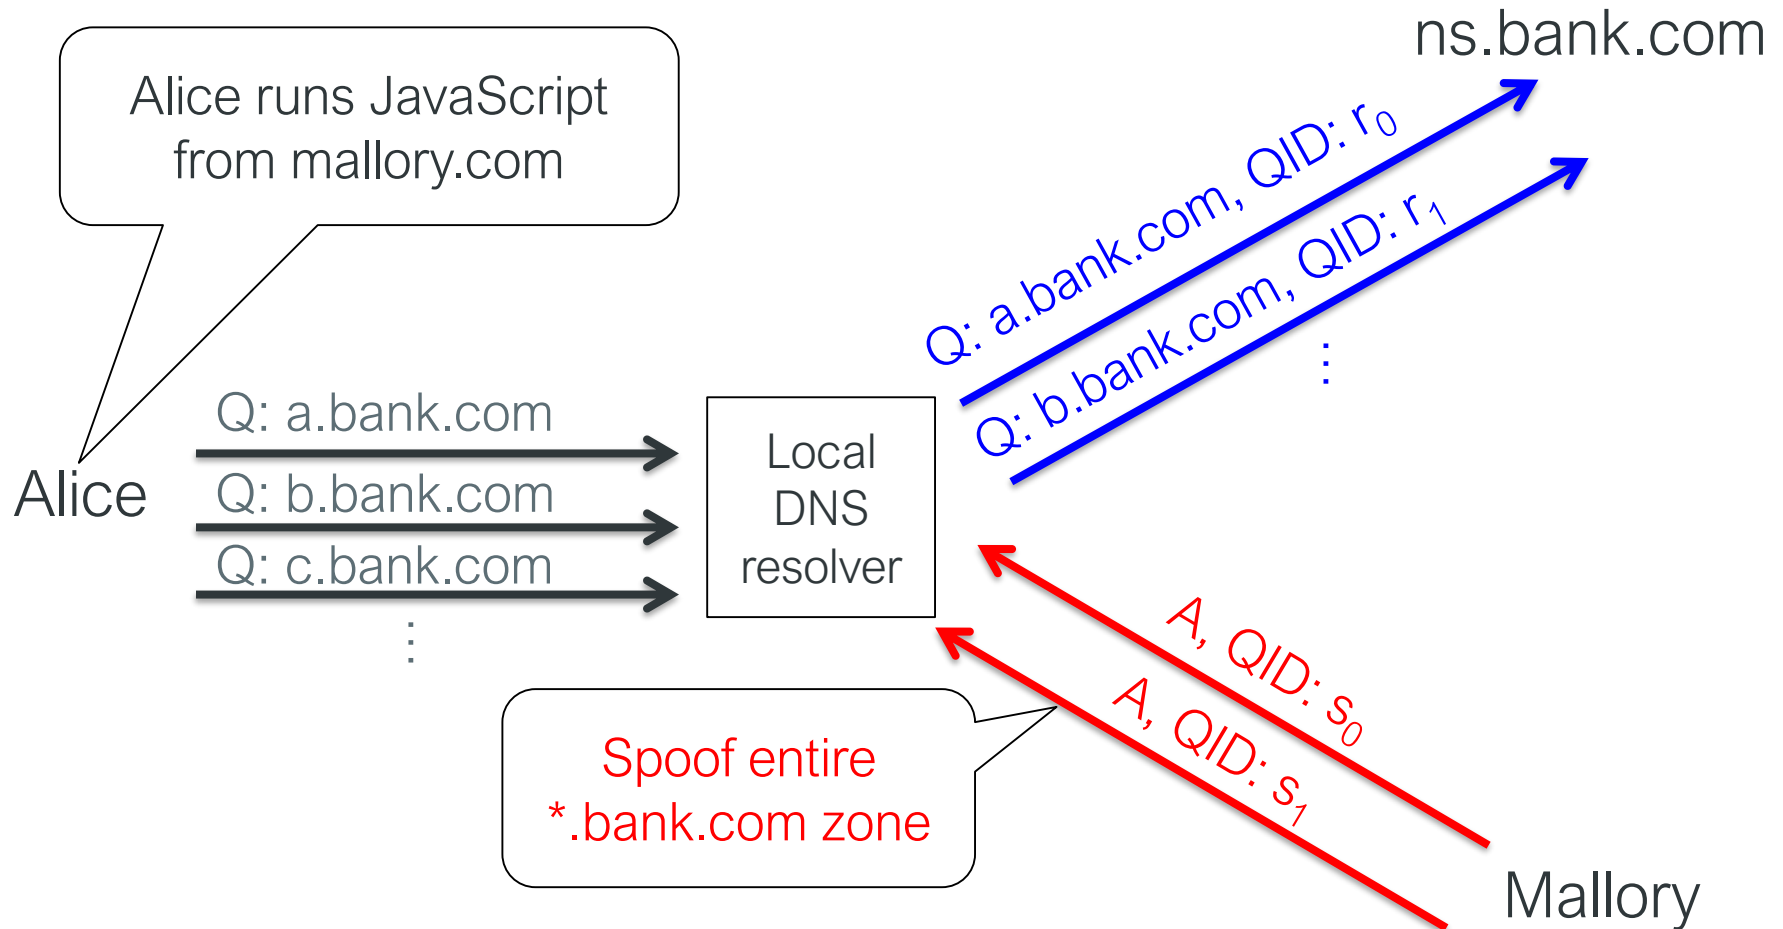 ns.bank.com
Alice runs JavaScript
from mallory.com
Q: a.bank.com, QID: r₀
Q: b.bank.com, QID: r₁
⋮
Q: a.bank.com
Alice
Q: b.bank.com
Q: c.bank.com
⋮
Local
DNS
resolver
A, QID: s₀
A, QID: s₁
Spoof entire
*.bank.com zone
Mallory